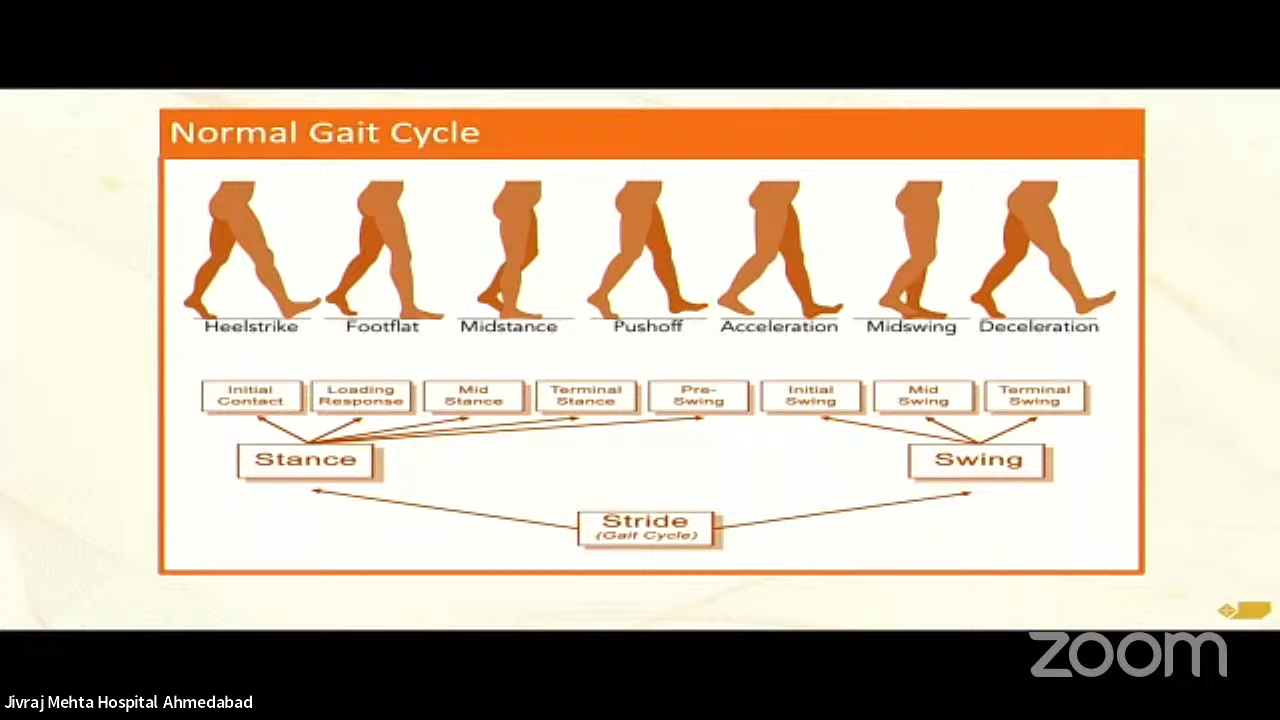 Normal Gait Cycle
Heelstrike Footflat Midstance Pushoff Acceleration Midswing Deceleration
Initial Contact
Loading Response
Mid Stance
Terminal Stance
Pre-Swing
Initial Swing
Mid Swing
Terminal Swing
Stance
Swing
Stride
(Gait Cycle)
zoom
Jivraj Mehta Hospital Ahmedabad